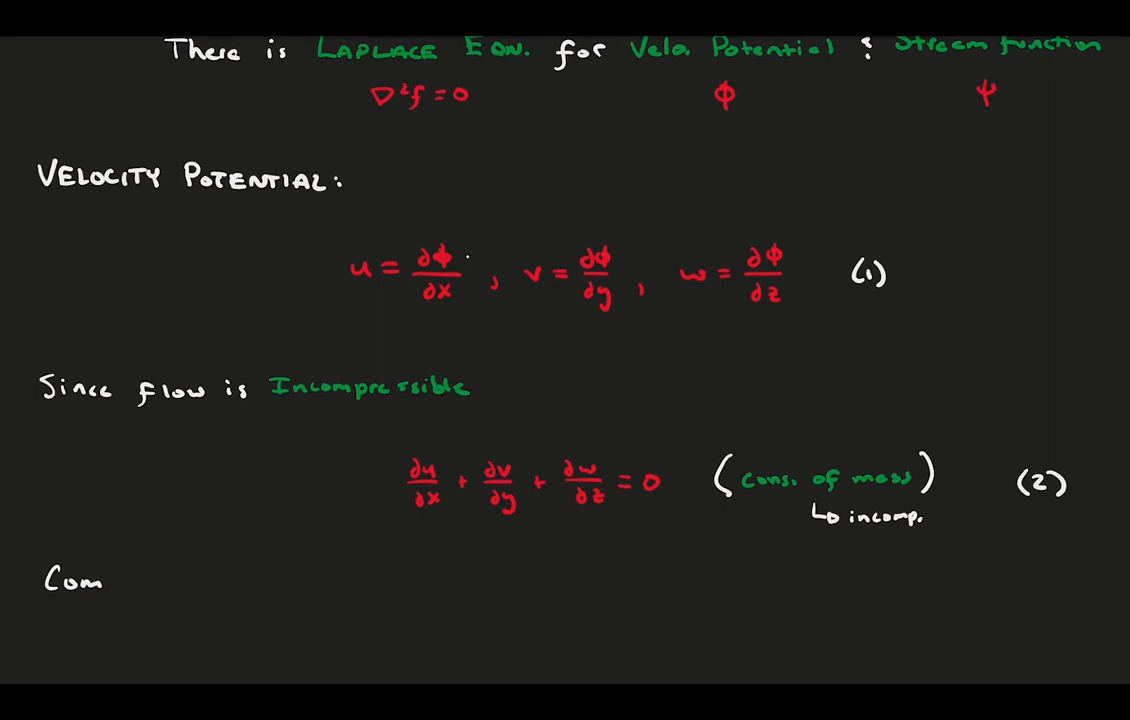 There is LAPLACE EQN. for Velo. Potential & Stream function
∇²f = 0 ϕ ψ
VELOCITY POTENTIAL:
u = ∂ϕ/∂x , v = ∂ϕ/∂y , w = ∂ϕ/∂z (1)
Since flow is Incompressible
∂u/∂x + ∂v/∂y + ∂w/∂z = 0 (cons. of mass) (2)
↳ incomp.
Com